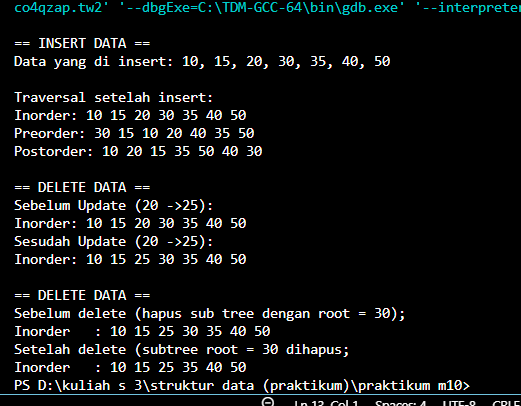 co4qzap.tw2' '--dbgExe=C:\TDM-GCC-64\bin\gdb.exe' '--interpreter
== INSERT DATA ==
Data yang di insert: 10, 15, 20, 30, 35, 40, 50
Traversal setelah insert:
Inorder: 10 15 20 30 35 40 50
Preorder: 30 15 10 20 40 35 50
Postorder: 10 20 15 35 50 40 30
== DELETE DATA ==
Sebelum Update (20 ->25):
Inorder: 10 15 20 30 35 40 50
Sesudah Update (20 ->25):
Inorder: 10 15 25 30 35 40 50
== DELETE DATA ==
Sebelum delete (hapus sub tree dengan root = 30);
Inorder   : 10 15 25 30 35 40 50
Setelah delete (subtree root = 30 dihapus;
Inorder   : 10 15 25 35 40 50
PS D:\kuliah s 3\struktur data (praktikum)\praktikum m10>
Ln 13, Col 1 Spaces: 4 UTF-8 CRLF